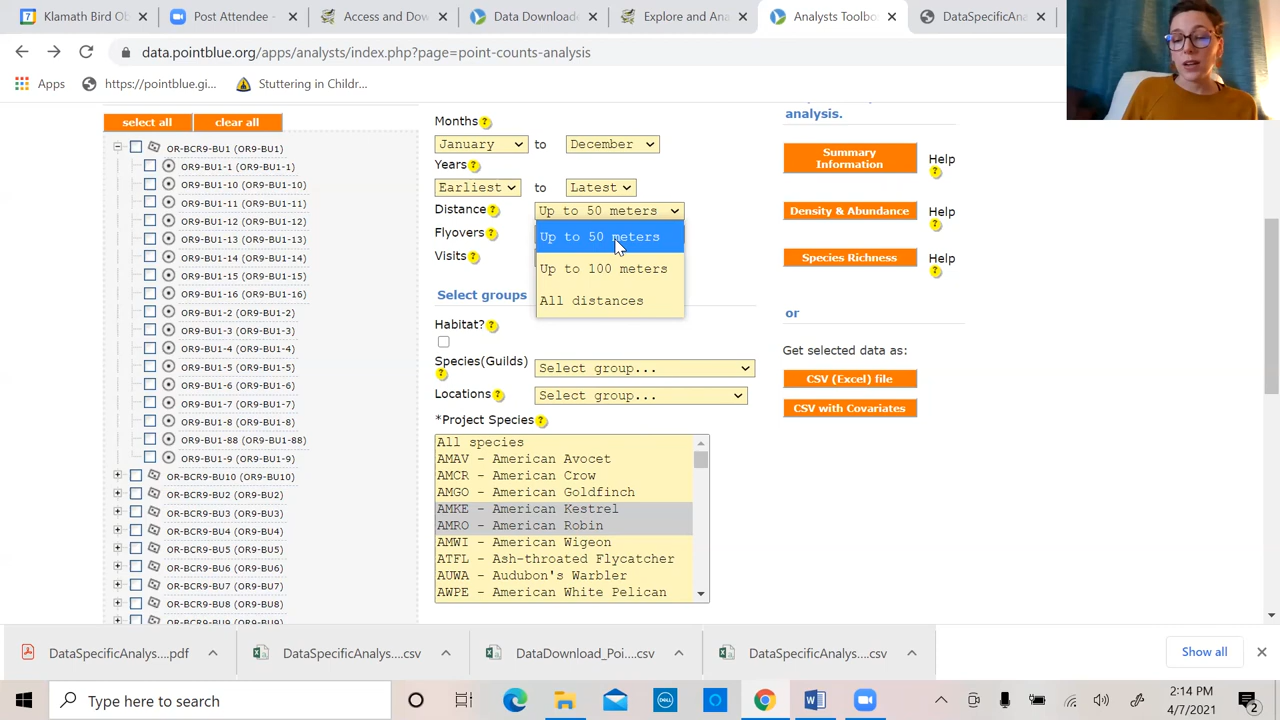 7 Klamath Bird Ob
Post Attendee -
Access and Dow
Data Download
Explore and Ana
Analysts Toolbo
DataSpecificAna
data.pointblue.org/apps/analysts/index.php?page=point-counts-analysis
Apps
https://pointblue.gi...
Stuttering in Childr...
select all
clear all
OR-BCR9-BU1 (OR9-BU1)
OR9-BU1-1 (OR9-BU1-1)
OR9-BU1-10 (OR9-BU1-10)
OR9-BU1-11 (OR9-BU1-11)
OR9-BU1-12 (OR9-BU1-12)
OR9-BU1-13 (OR9-BU1-13)
OR9-BU1-14 (OR9-BU1-14)
OR9-BU1-15 (OR9-BU1-15)
OR9-BU1-16 (OR9-BU1-16)
OR9-BU1-2 (OR9-BU1-2)
OR9-BU1-3 (OR9-BU1-3)
OR9-BU1-4 (OR9-BU1-4)
OR9-BU1-5 (OR9-BU1-5)
OR9-BU1-6 (OR9-BU1-6)
OR9-BU1-7 (OR9-BU1-7)
OR9-BU1-8 (OR9-BU1-8)
OR9-BU1-88 (OR9-BU1-88)
OR9-BU1-9 (OR9-BU1-9)
OR-BCR9-BU10 (OR9-BU10)
OR-BCR9-BU2 (OR9-BU2)
OR-BCR9-BU3 (OR9-BU3)
OR-BCR9-BU4 (OR9-BU4)
OR-BCR9-BU5 (OR9-BU5)
OR-BCR9-BU6 (OR9-BU6)
OR-BCR9-BU7 (OR9-BU7)
OR-BCR9-BU8 (OR9-BU8)
OR-BCR9-BU9 (OR9-BU9)
Months ?
January to December
Years ?
Earliest to Latest
Distance ? Up to 50 meters
Flyovers ?
Visits ?
Up to 50 meters
Up to 100 meters
All distances
Select groups
Habitat? ?
Species(Guilds) ? Select group...
Locations ? Select group...
*Project Species ?
All species
AMAV - American Avocet
AMCR - American Crow
AMGO - American Goldfinch
AMKE - American Kestrel
AMRO - American Robin
AMWI - American Wigeon
ATFL - Ash-throated Flycatcher
AUWA - Audubon's Warbler
AWPE - American White Pelican
analysis.
Summary
Information
Help ?
Density & Abundance
Help ?
Species Richness
Help ?
or
Get selected data as:
CSV (Excel) file
CSV with Covariates
DataSpecificAnalys....pdf
DataSpecificAnalys....csv
DataDownload_Poi....csv
DataSpecificAnalys....csv
Show all
Type here to search
DELL
2:14 PM
4/7/2021
2